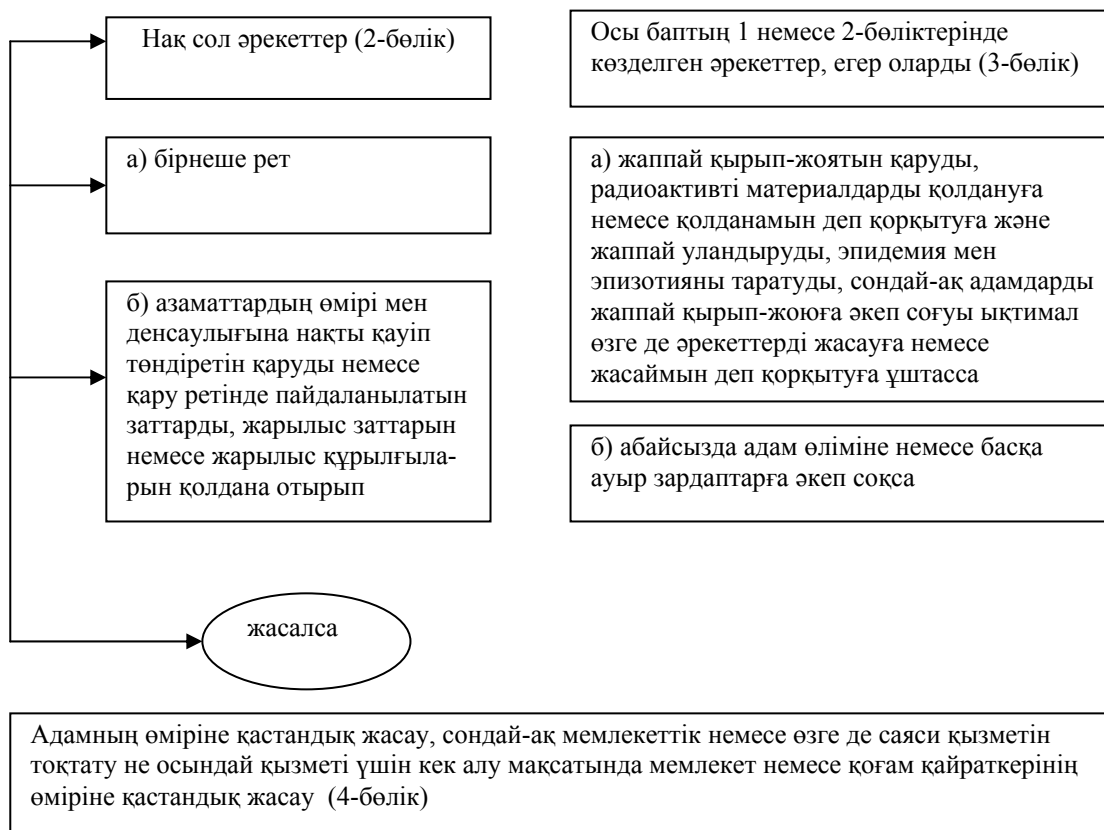 Нақ сол әрекеттер (2-бөлік)
а) бірнеше рет
б) азаматтардың өмірі мен
денсаулығына нақты қауіп
төндіретін қаруды немесе
қару ретінде пайдаланылатын
заттарды, жарылыс заттарын
немесе жарылыс құрылғыла-
рын қолдана отырып
жасалса
Осы баптың 1 немесе 2-бөліктерінде
көзделген әрекеттер, егер оларды (3-бөлік)
а) жаппай қырып-жоятын қаруды,
радиоактивті материалдарды қолдануға
немесе қолданамын деп қорқытуға және
жаппай уландыруды, эпидемия мен
эпизотияны таратуды, сондай-ақ адамдарды
жаппай қырып-жоюға әкеп соғуы ықтимал
өзге де әрекеттерді жасауға немесе
жасаймын деп қорқытуға ұштасса
б) абайсызда адам өліміне немесе басқа
ауыр зардаптарға әкеп соқса
Адамның өміріне қастандық жасау, сондай-ақ мемлекеттік немесе өзге де саяси қызметін
тоқтату не осындай қызметі үшін кек алу мақсатында мемлекет немесе қоғам қайраткерінің
өміріне қастандық жасау (4-бөлік)